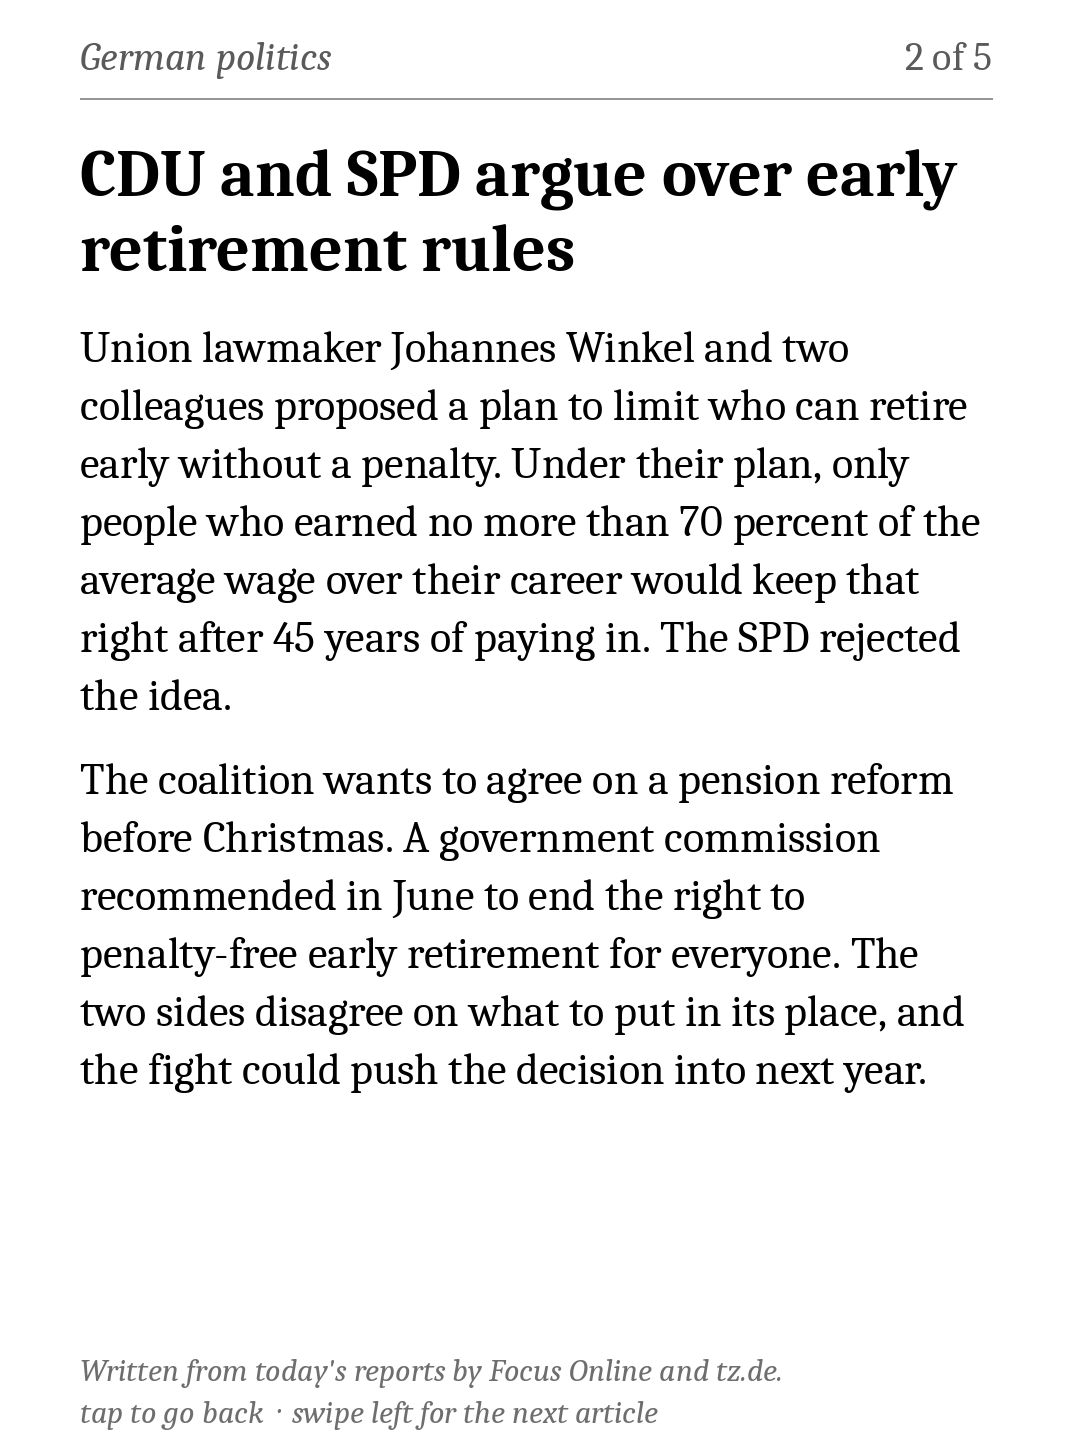 German politics
2 of 5
CDU and SPD argue over early
retirement rules
Union lawmaker Johannes Winkel and two
colleagues proposed a plan to limit who can retire
early without a penalty. Under their plan, only
people who earned no more than 70 percent of the
average wage over their career would keep that
right after 45 years of paying in. The SPD rejected
the idea.
The coalition wants to agree on a pension reform
before Christmas. A government commission
recommended in June to end the right to
penalty-free early retirement for everyone. The
two sides disagree on what to put in its place, and
the fight could push the decision into next year.
Written from today's reports by Focus Online and tz.de.
tap to go back · swipe left for the next article